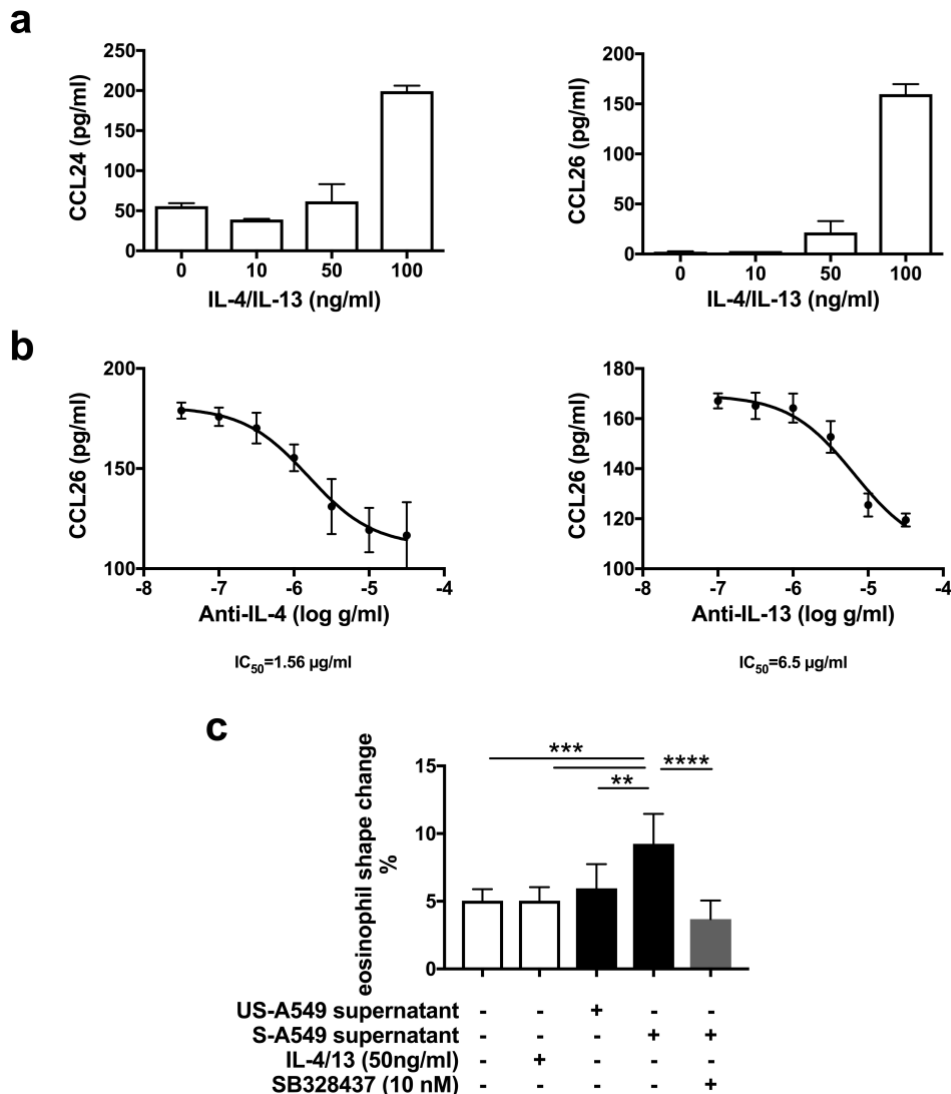 a
CCL24 (pg/ml)
250
200
150
100
50
0
0 10 50 100
IL-4/IL-13 (ng/ml)
CCL26 (pg/ml)
200
150
100
50
0
0 10 50 100
IL-4/IL-13 (ng/ml)
b
CCL26 (pg/ml)
200
150
100
-8 -7 -6 -5 -4
Anti-IL-4 (log g/ml)
IC50=1.56 µg/ml
CCL26 (pg/ml)
180
160
140
120
100
-8 -7 -6 -5 -4
Anti-IL-13 (log g/ml)
IC50=6.5 µg/ml
c
eosinophil shape change
%
15
10
5
0
***
**
****
US-A549 supernatant - - + - -
S-A549 supernatant - - - + +
IL-4/13 (50ng/ml) - + - - -
SB328437 (10 nM) - - - - +